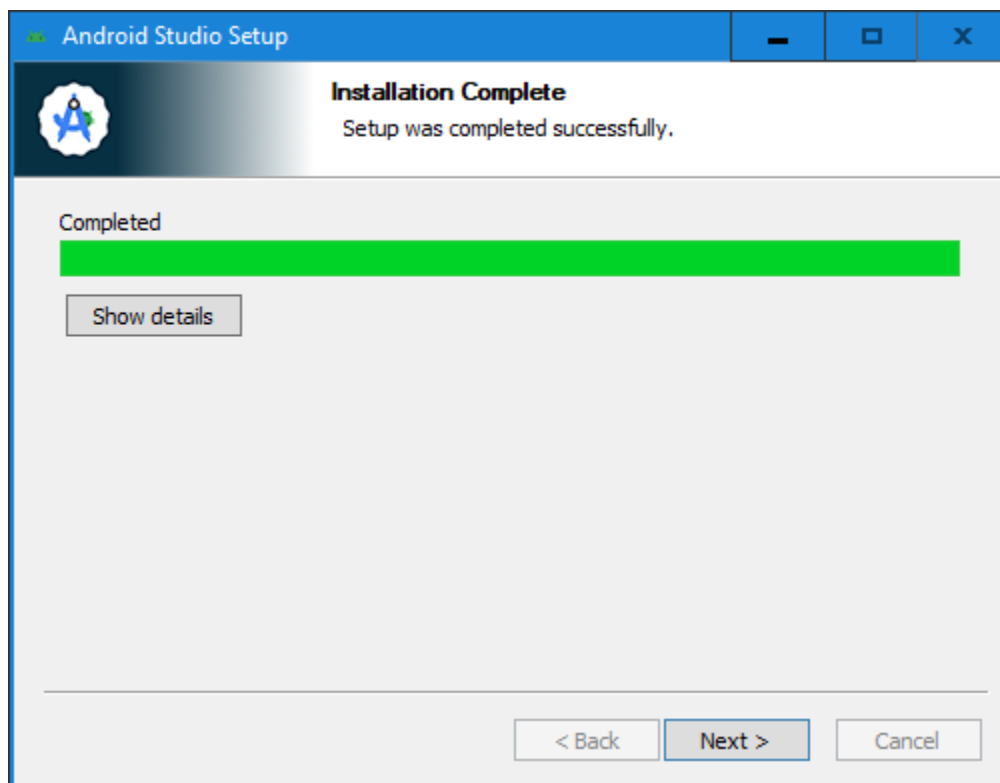 Android Studio Setup
Installation Complete
Setup was completed successfully.
Completed
Show details
< Back
Next >
Cancel